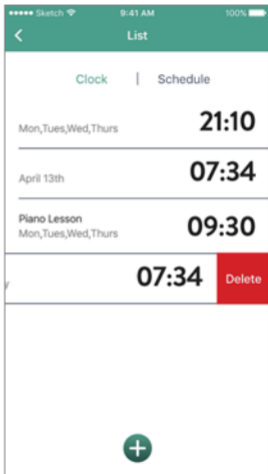 Sketch 9:41 AM 100%
List
Clock | Schedule
Mon,Tues,Wed,Thurs 21:10
April 13th 07:34
Piano Lesson
Mon,Tues,Wed,Thurs 09:30
y 07:34 Delete